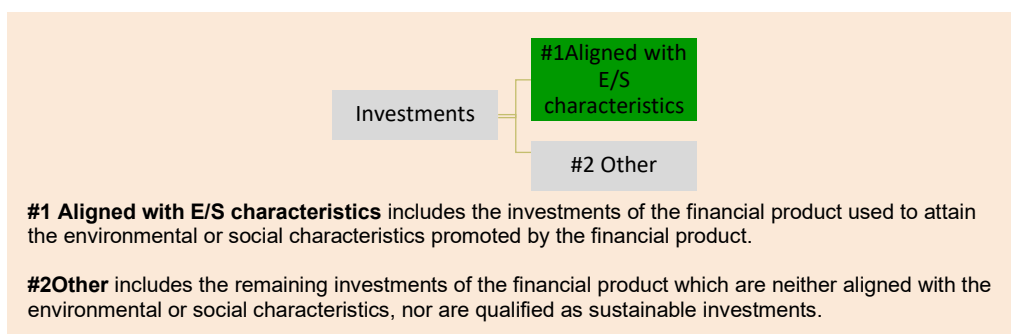 #1Aligned with
E/S
characteristics
Investments
#2 Other
#1 Aligned with E/S characteristics includes the investments of the financial product used to attain
the environmental or social characteristics promoted by the financial product.
#2Other includes the remaining investments of the financial product which are neither aligned with the
environmental or social characteristics, nor are qualified as sustainable investments.